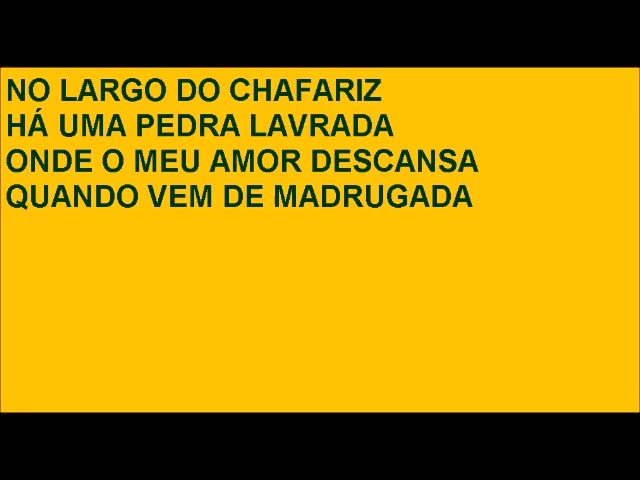 NO LARGO DO CHAFARIZ
HÁ UMA PEDRA LAVRADA
ONDE O MEU AMOR DESCANSA
QUANDO VEM DE MADRUGADA